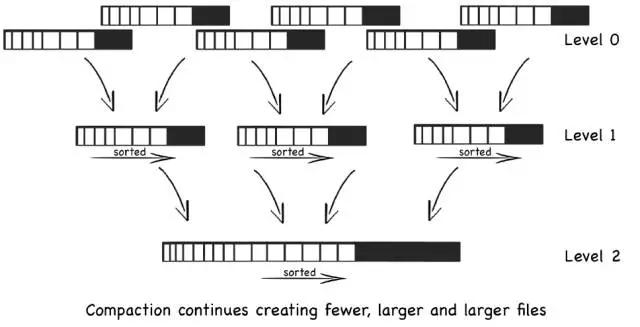 Level 0
Level 1
sorted
sorted
sorted
Level 2
sorted
Compaction continues creating fewer, larger and larger files